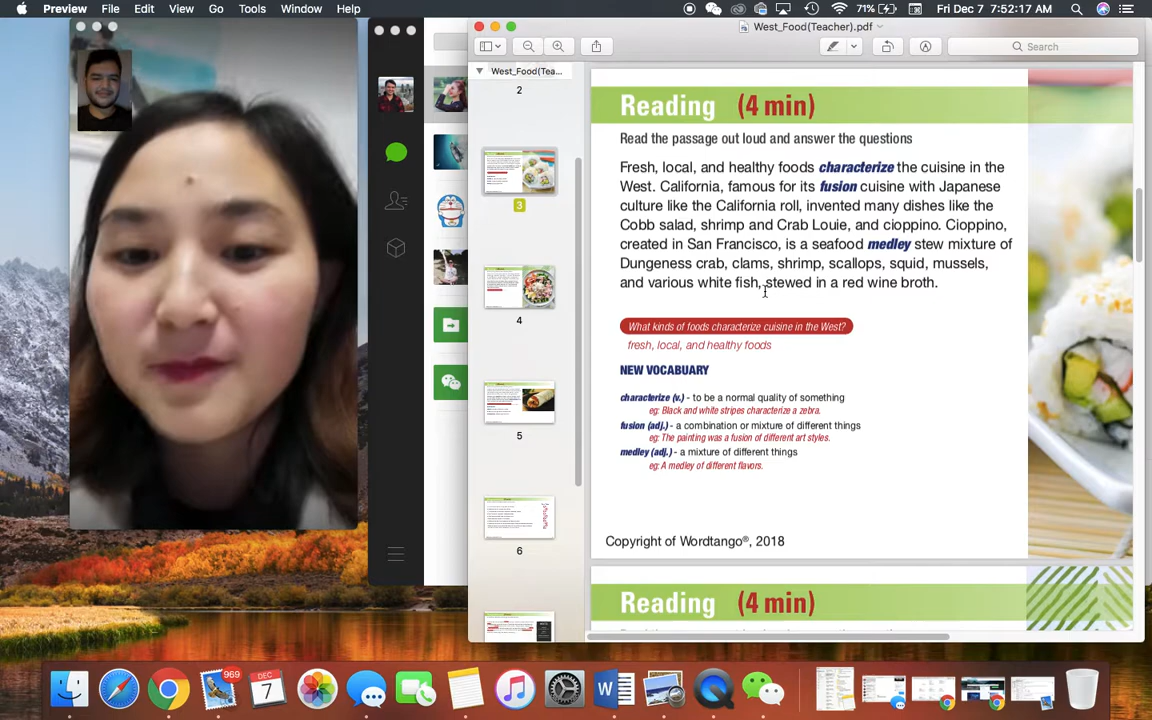 Preview File Edit View Go Tools Window Help
71% Fri Dec 7 7:52:17 AM
West_Food(Teacher).pdf
Search
West_Food(Tea...
2
3
4
5
6
Reading (4 min)
Read the passage out loud and answer the questions
Fresh, local, and healthy foods characterize the cuisine in the
West. California, famous for its fusion cuisine with Japanese
culture like the California roll, invented many dishes like the
Cobb salad, shrimp and Crab Louie, and cioppino. Cioppino,
created in San Francisco, is a seafood medley stew mixture of
Dungeness crab, clams, shrimp, scallops, squid, mussels,
and various white fish, stewed in a red wine broth.
What kinds of foods characterize cuisine in the West?
fresh, local, and healthy foods
NEW VOCABUARY
characterize (v.) - to be a normal quality of something
eg: Black and white stripes characterize a zebra.
fusion (adj.) - a combination or mixture of different things
eg: The painting was a fusion of different art styles.
medley (adj.) - a mixture of different things
eg: A medley of different flavors.
Copyright of Wordtango®, 2018
Reading (4 min)
969
DEC
7
W